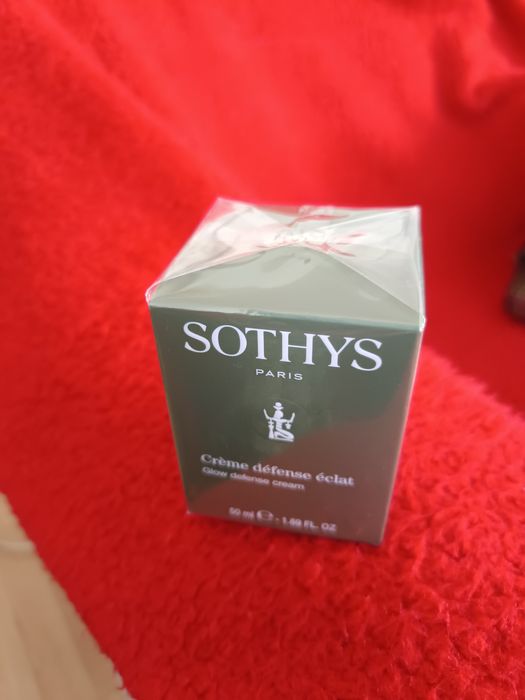 SOTHYS
PARIS
Crème défense éclat
Glow defense cream
50 ml ℮ - 1.69 FL. OZ